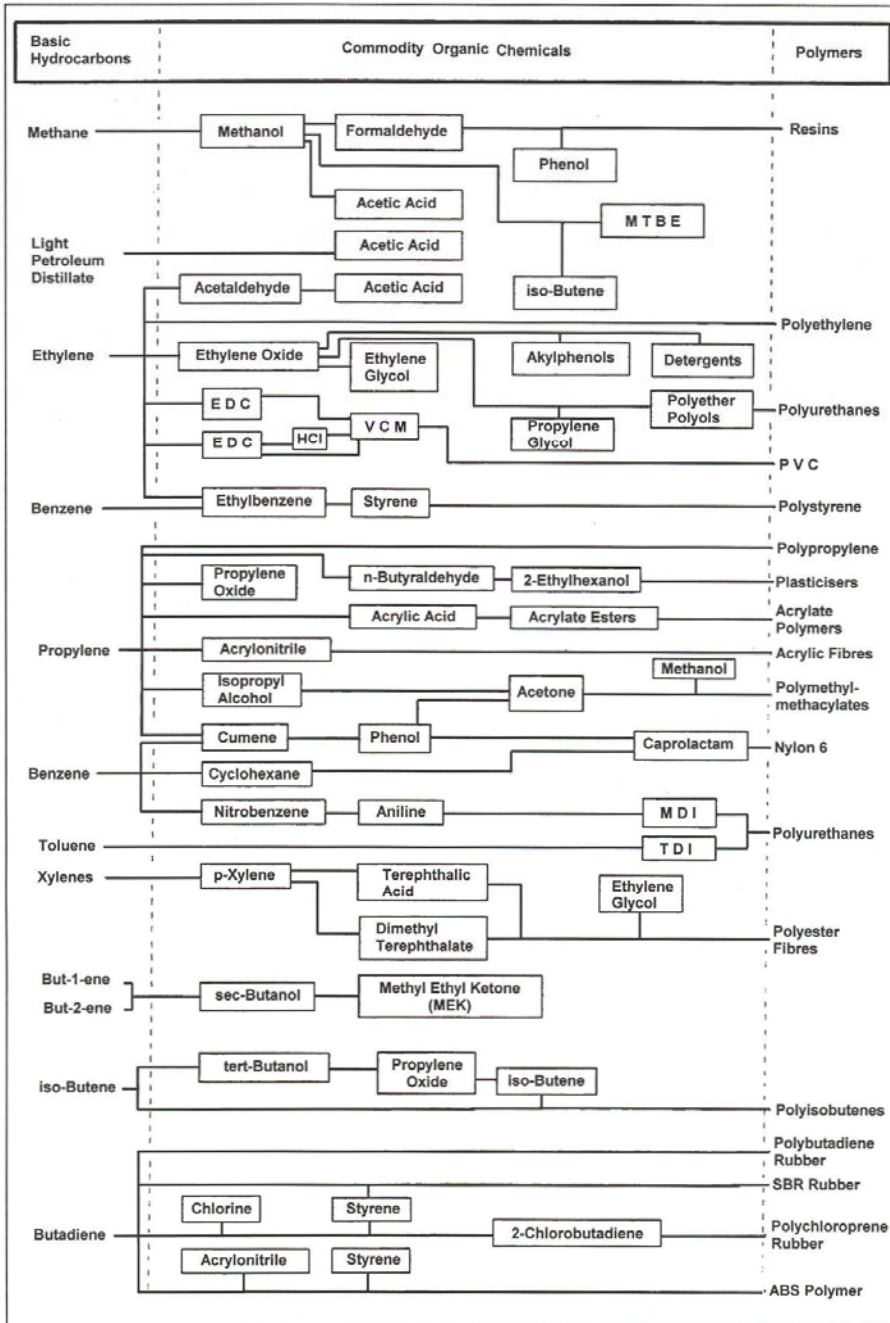 Basic
Hydrocarbons
Commodity Organic Chemicals
Polymers
Methane
Methanol
Formaldehyde
Resins
Phenol
Acetic Acid
M T B E
Light
Petroleum
Distillate
Acetic Acid
Acetaldehyde
Acetic Acid
iso-Butene
Polyethylene
Ethylene
Ethylene Oxide
Ethylene
Glycol
Akylphenols
Detergents
E D C
V C M
Propylene
Glycol
Polyether
Polyols
Polyurethanes
E D C
HCl
P V C
Benzene
Ethylbenzene
Styrene
Polystyrene
Polypropylene
Propylene
Oxide
n-Butyraldehyde
2-Ethylhexanol
Plasticisers
Acrylic Acid
Acrylate Esters
Acrylate
Polymers
Propylene
Acrylonitrile
Acrylic Fibres
Isopropyl
Alcohol
Acetone
Methanol
Polymethyl-
methacylates
Cumene
Phenol
Caprolactam
Nylon 6
Benzene
Cyclohexane
Nitrobenzene
Aniline
M D I
Polyurethanes
Toluene
T D I
Xylenes
p-Xylene
Terephthalic
Acid
Ethylene
Glycol
Dimethyl
Terephthalate
Polyester
Fibres
But-1-ene
But-2-ene
sec-Butanol
Methyl Ethyl Ketone
(MEK)
iso-Butene
tert-Butanol
Propylene
Oxide
iso-Butene
Polyisobutenes
Polybutadiene
Rubber
SBR Rubber
Chlorine
Styrene
Butadiene
2-Chlorobutadiene
Polychloroprene
Rubber
Acrylonitrile
Styrene
ABS Polymer